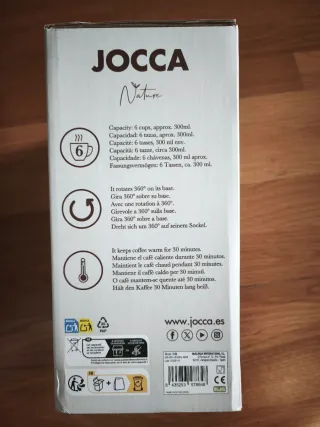 JOCCA
Nature
6
Capacity: 6 cups, approx. 300ml.
Capacidad: 6 tazas, aprox. 300ml.
Capacité: 6 tasses, 300 ml env.
Capacità: 6 tazze, circa 300ml.
Capacidade: 6 chávenas, 300 ml aprox.
Fassungsvermögen: 6 Tassen, ca. 300 ml.
It rotates 360° on its base.
Gira 360° sobre su base.
Avec une rotation à 360°.
Girevole a 360° sulla base.
Gira 360° sobre a base.
Dreht sich um 360° auf seinem Sockel.
It keeps coffee warm for 30 minutes.
Mantiene el café caliente durante 30 minutos.
Maintient le café chaud pendant 30 minutes.
Mantiene il caffè caldo per 30 minuti.
O café mantem-se quente até 30 minutos.
Hält den Kaffee 30 Minuten lang heiß.
www.jocca.es
PAP